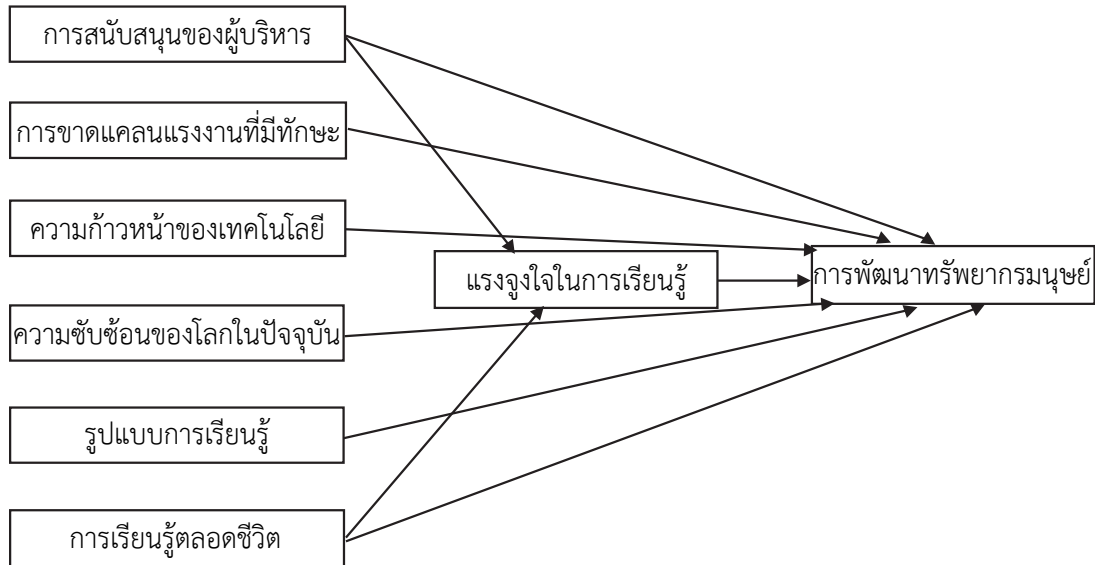 การสนับสนุนของผู้บริหาร
การขาดแคลนแรงงานที่มีทักษะ
ความก้าวหน้าของเทคโนโลยี
แรงจูงใจในการเรียนรู้
การพัฒนาทรัพยากรมนุษย์
ความซับซ้อนของโลกในปัจจุบัน
รูปแบบการเรียนรู้
การเรียนรู้ตลอดชีวิต